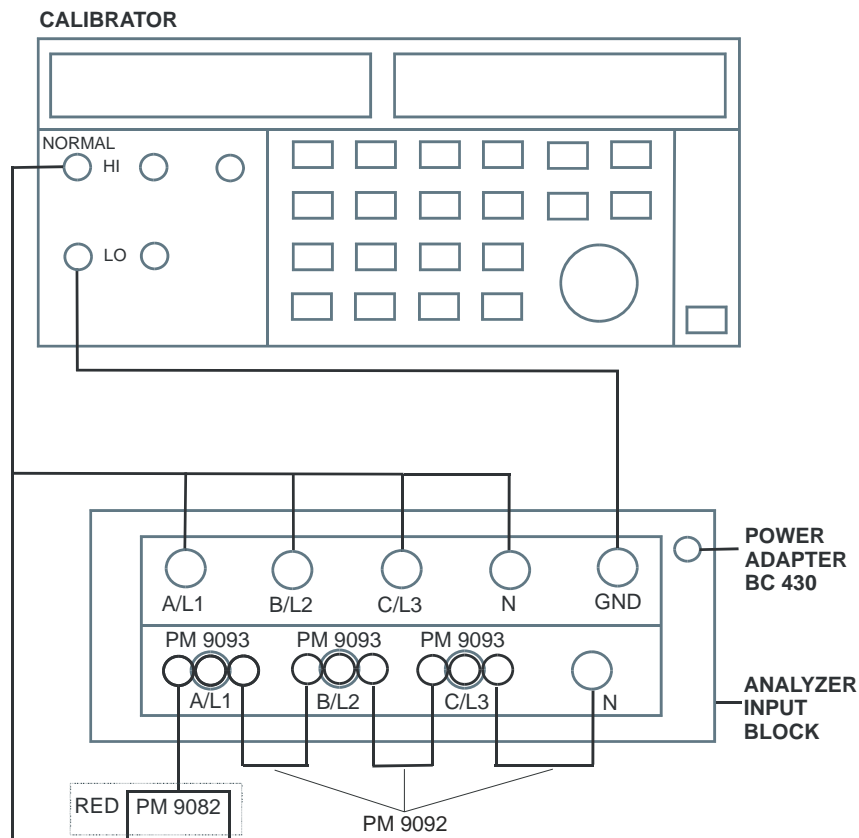 CALIBRATOR
NORMAL
HI
LO
A/L1
B/L2
C/L3
N
GND
POWER
ADAPTER
BC 430
PM 9093
PM 9093
PM 9093
A/L1
B/L2
C/L3
N
ANALYZER
INPUT
BLOCK
RED
PM 9082
PM 9092